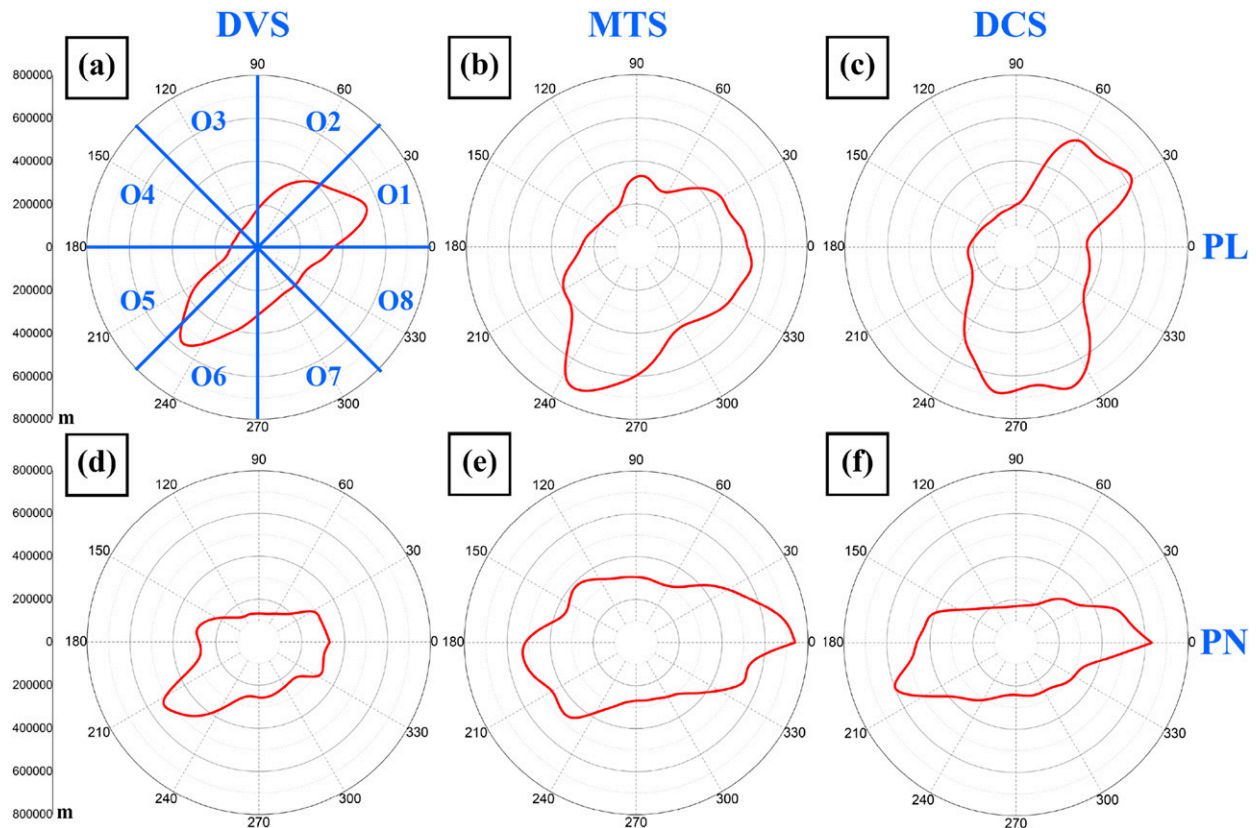 DVS MTS DCS
(a) (b) (c)
800000 90 90 90
120 60 120 60 120 60
O3 O2
600000
150 30 150 30 150 30
400000
O4 O1
200000
0 180 0 180 0 180 0 PL
200000
O5 O8
400000
210 330 210 330 210 330
600000
O6 O7
240 300 240 300 240 300
800000 m 270 270 270
(d) (e) (f)
800000 90 90 90
120 60 120 60 120 60
600000
150 30 150 30 150 30
400000
200000
0 180 0 180 0 180 0 PN
200000
400000
210 330 210 330 210 330
600000
240 300 240 300 240 300
800000 m 270 270 270